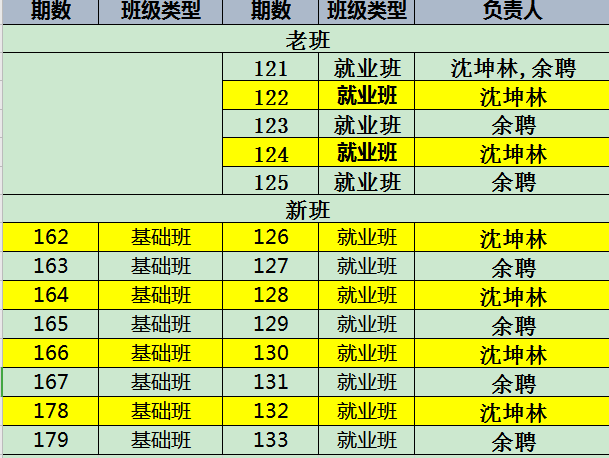 期数 班级类型 期数 班级类型 负责人
老班
121 就业班 沈坤林,余聘
122 就业班 沈坤林
123 就业班 余聘
124 就业班 沈坤林
125 就业班 余聘
新班
162 基础班 126 就业班 沈坤林
163 基础班 127 就业班 余聘
164 基础班 128 就业班 沈坤林
165 基础班 129 就业班 余聘
166 基础班 130 就业班 沈坤林
167 基础班 131 就业班 余聘
178 基础班 132 就业班 沈坤林
179 基础班 133 就业班 余聘